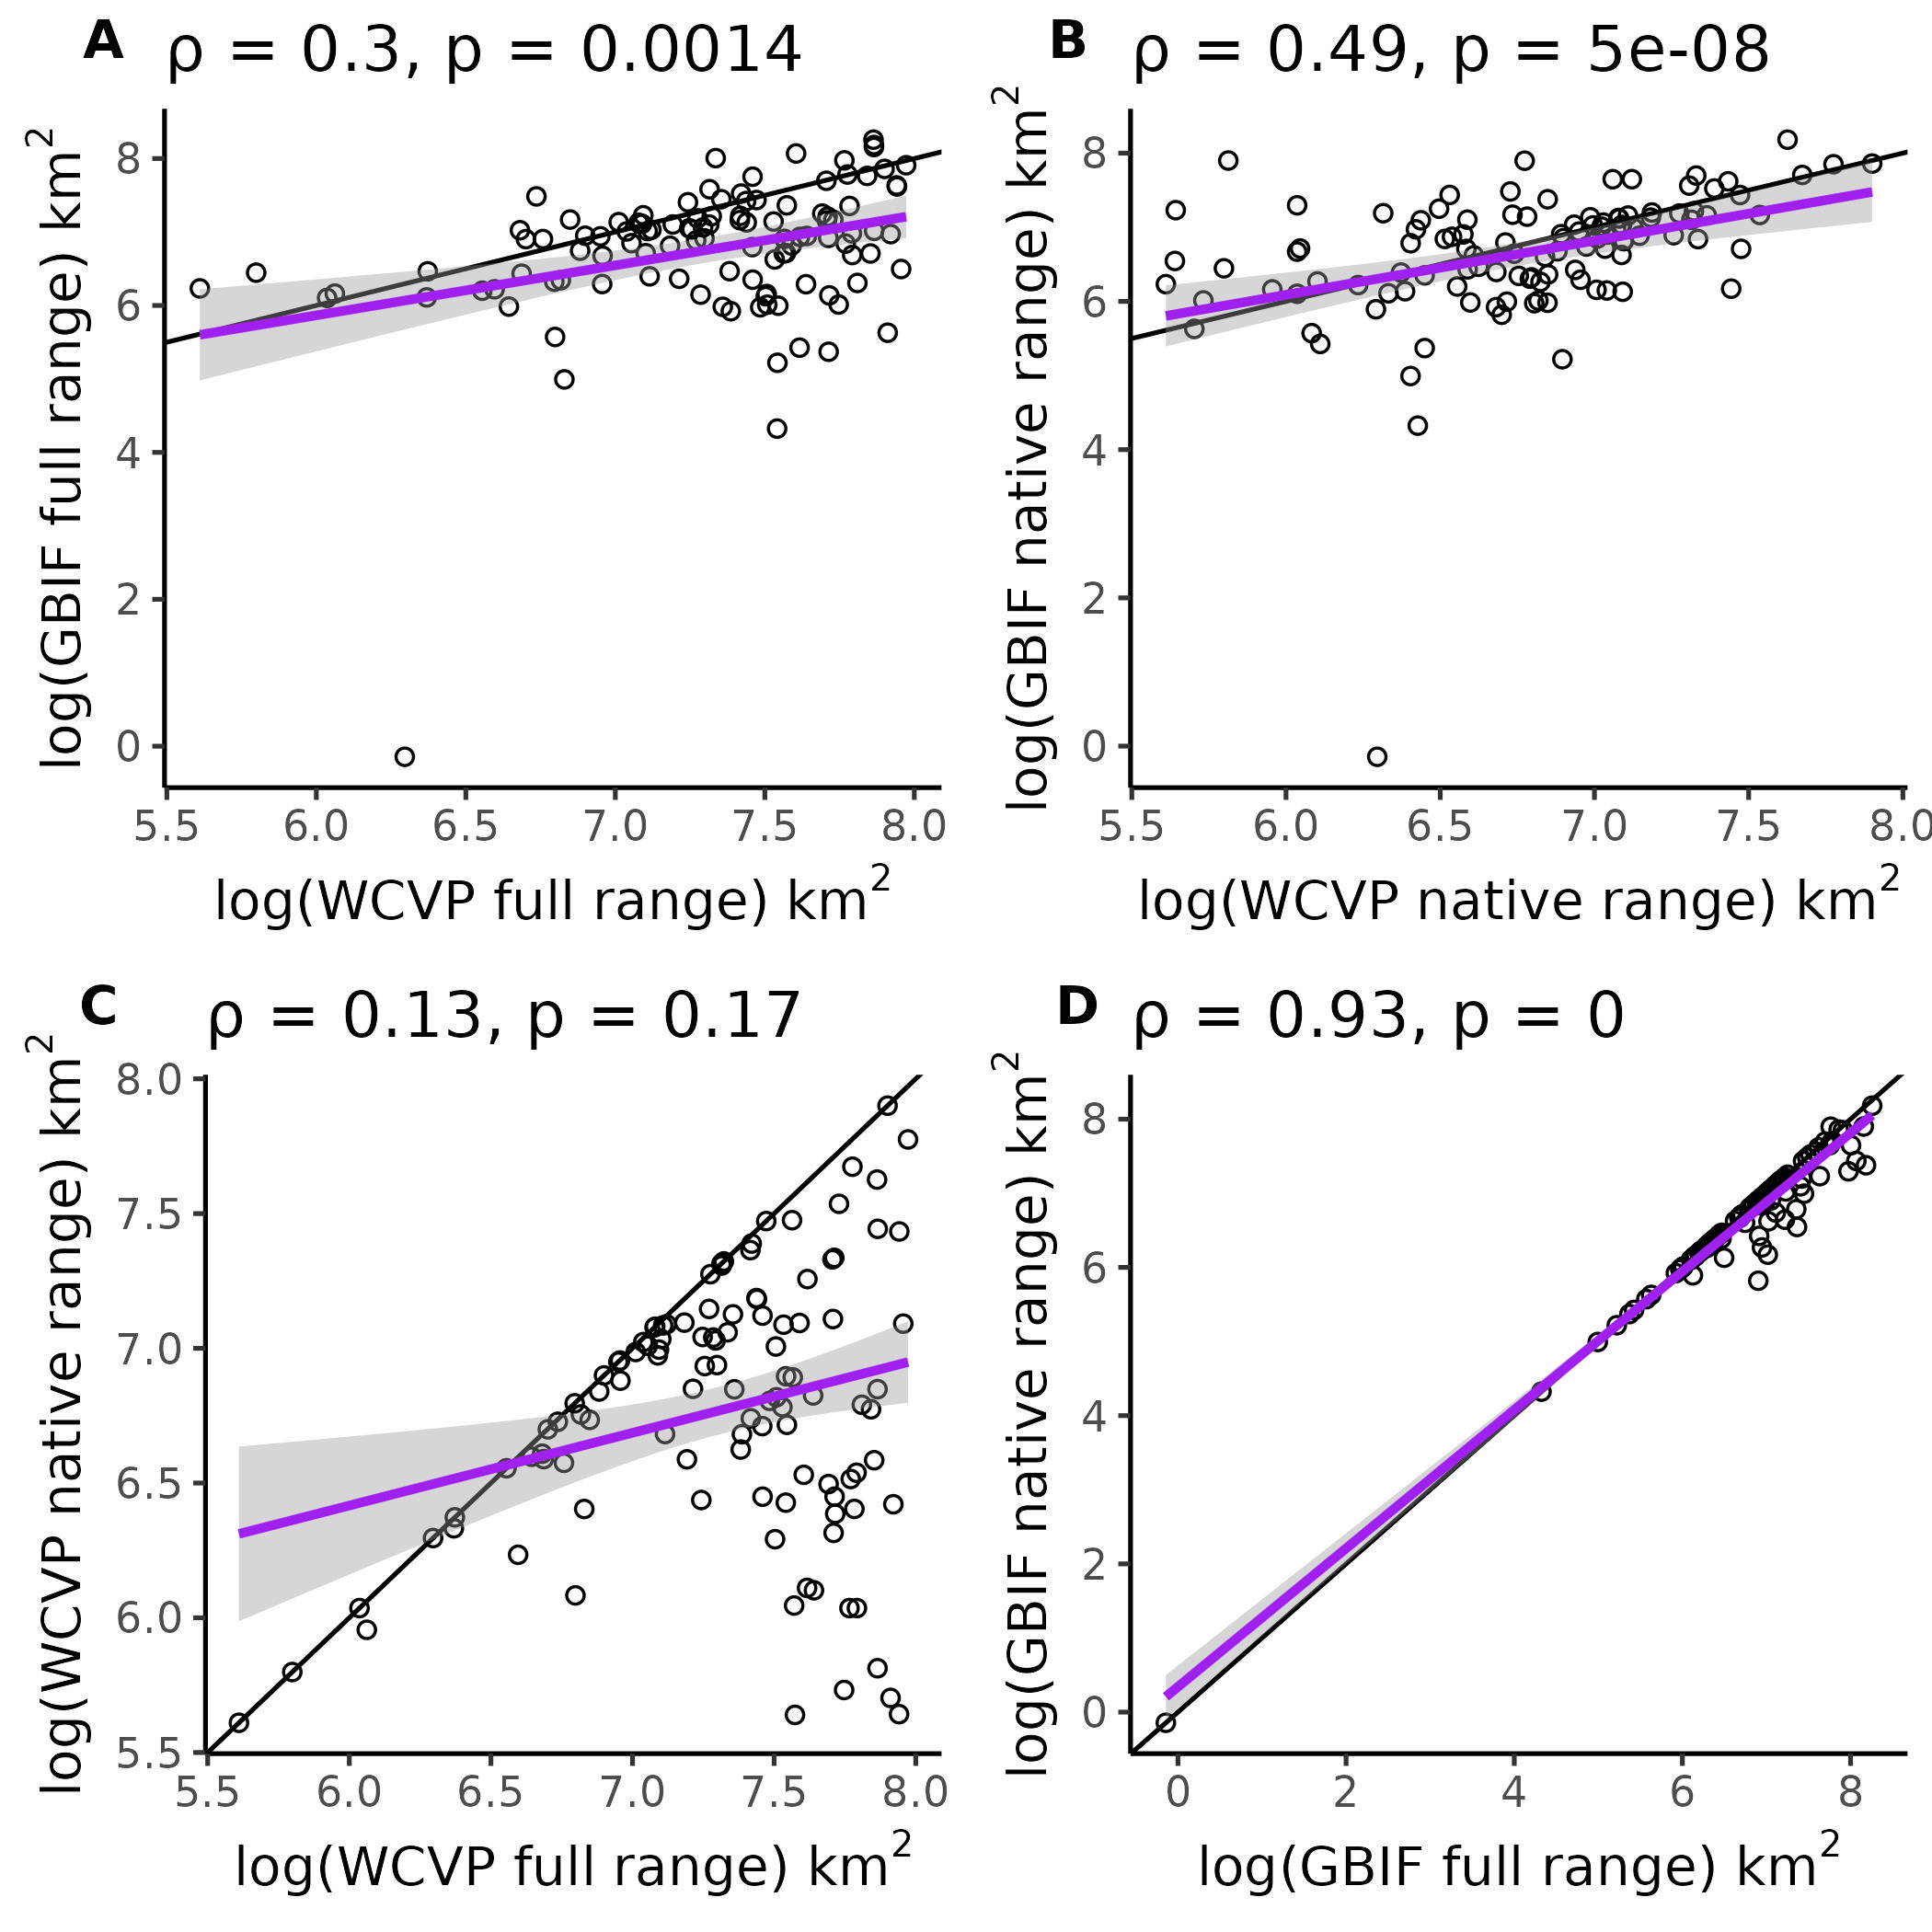 A ρ = 0.3, p = 0.0014
log(GBIF full range) km²
8
6
4
2
0
5.5 6.0 6.5 7.0 7.5 8.0
log(WCVP full range) km²
B ρ = 0.49, p = 5e-08
log(GBIF native range) km²
8
6
4
2
0
5.5 6.0 6.5 7.0 7.5 8.0
log(WCVP native range) km²
C ρ = 0.13, p = 0.17
log(WCVP native range) km²
8.0
7.5
7.0
6.5
6.0
5.5
5.5 6.0 6.5 7.0 7.5 8.0
log(WCVP full range) km²
D ρ = 0.93, p = 0
log(GBIF native range) km²
8
6
4
2
0
0 2 4 6 8
log(GBIF full range) km²